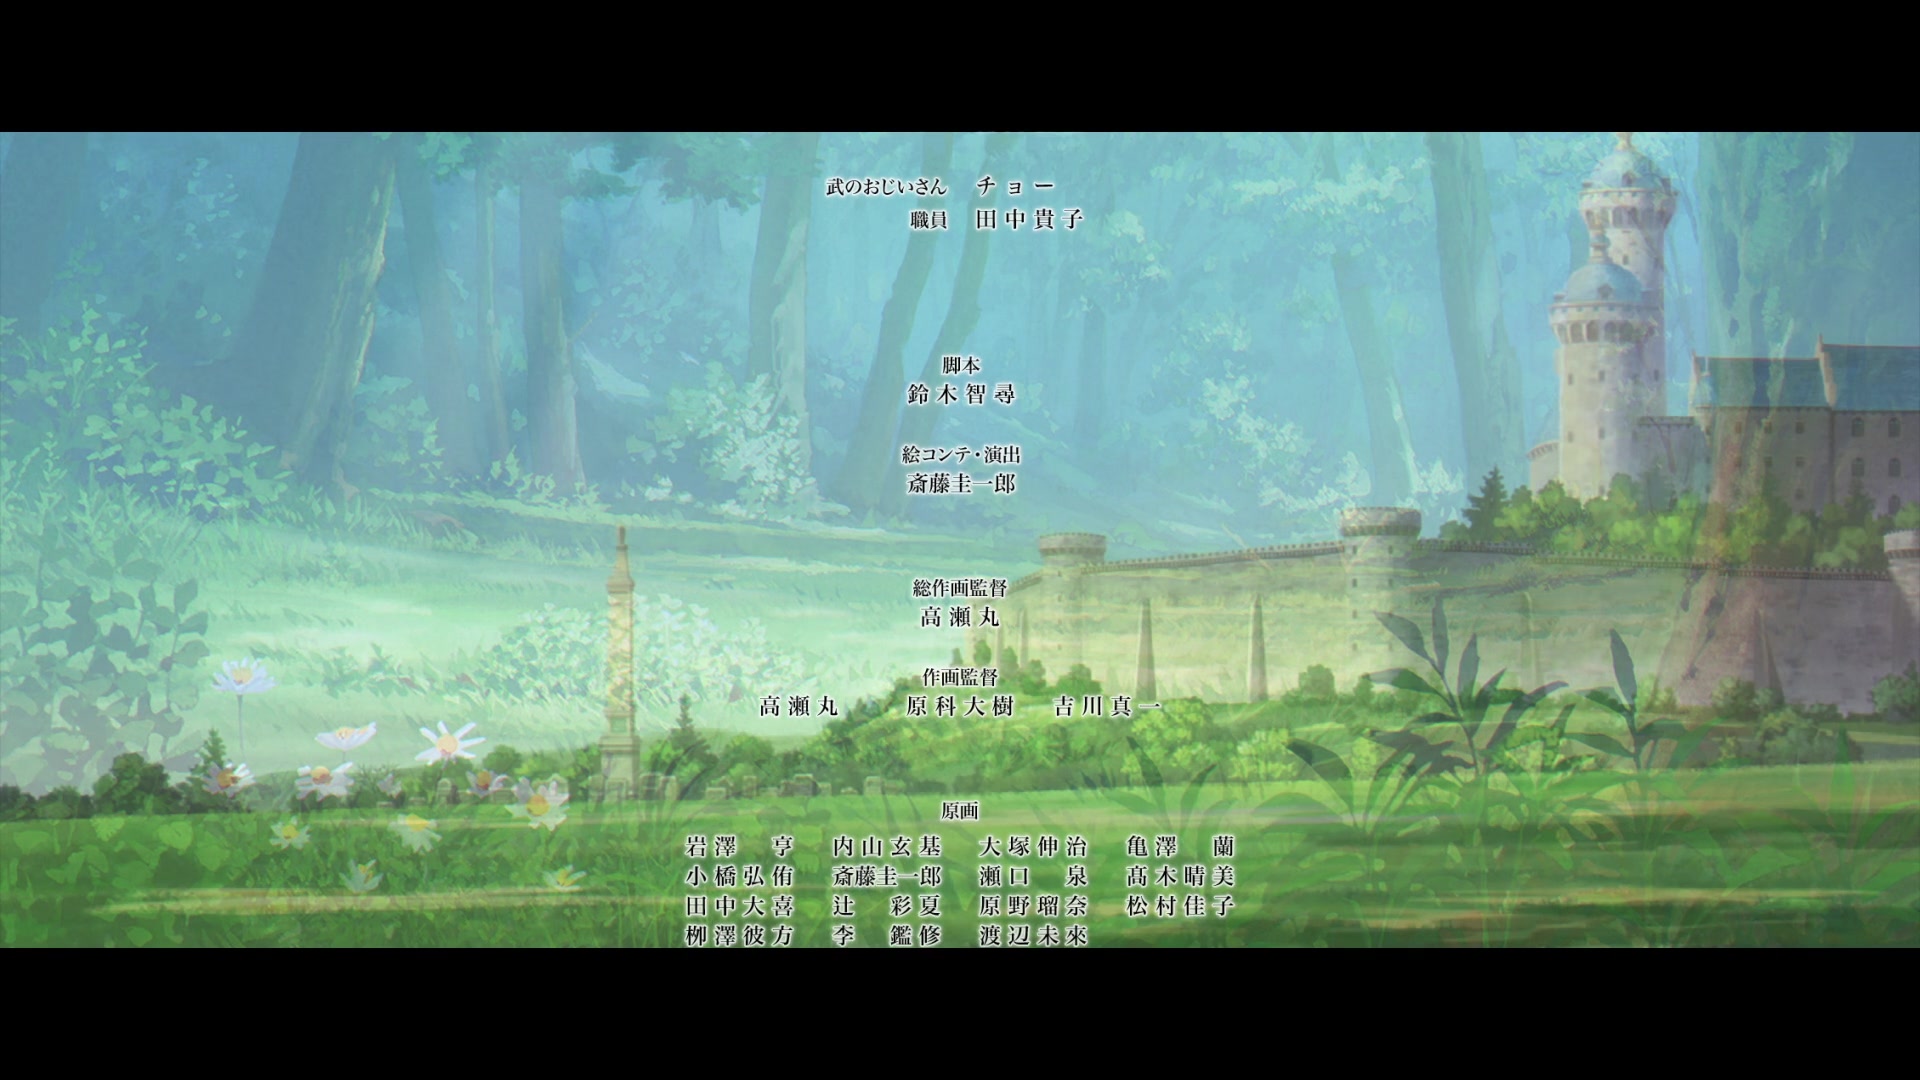 武のおじいさん チョー
職員 田中貴子
脚本
鈴木智尋
絵コンテ・演出
斎藤圭一郎
総作画監督
高瀬丸
作画監督
高瀬丸 原科大樹 吉川真一
原画
岩澤亨 内山玄基 大塚伸治 亀澤蘭
小橋弘侑 斎藤圭一郎 瀬口泉 髙木晴美
田中大喜 辻彩夏 原野瑠奈 松村佳子
栁澤彼方 李鑑修 渡辺未來